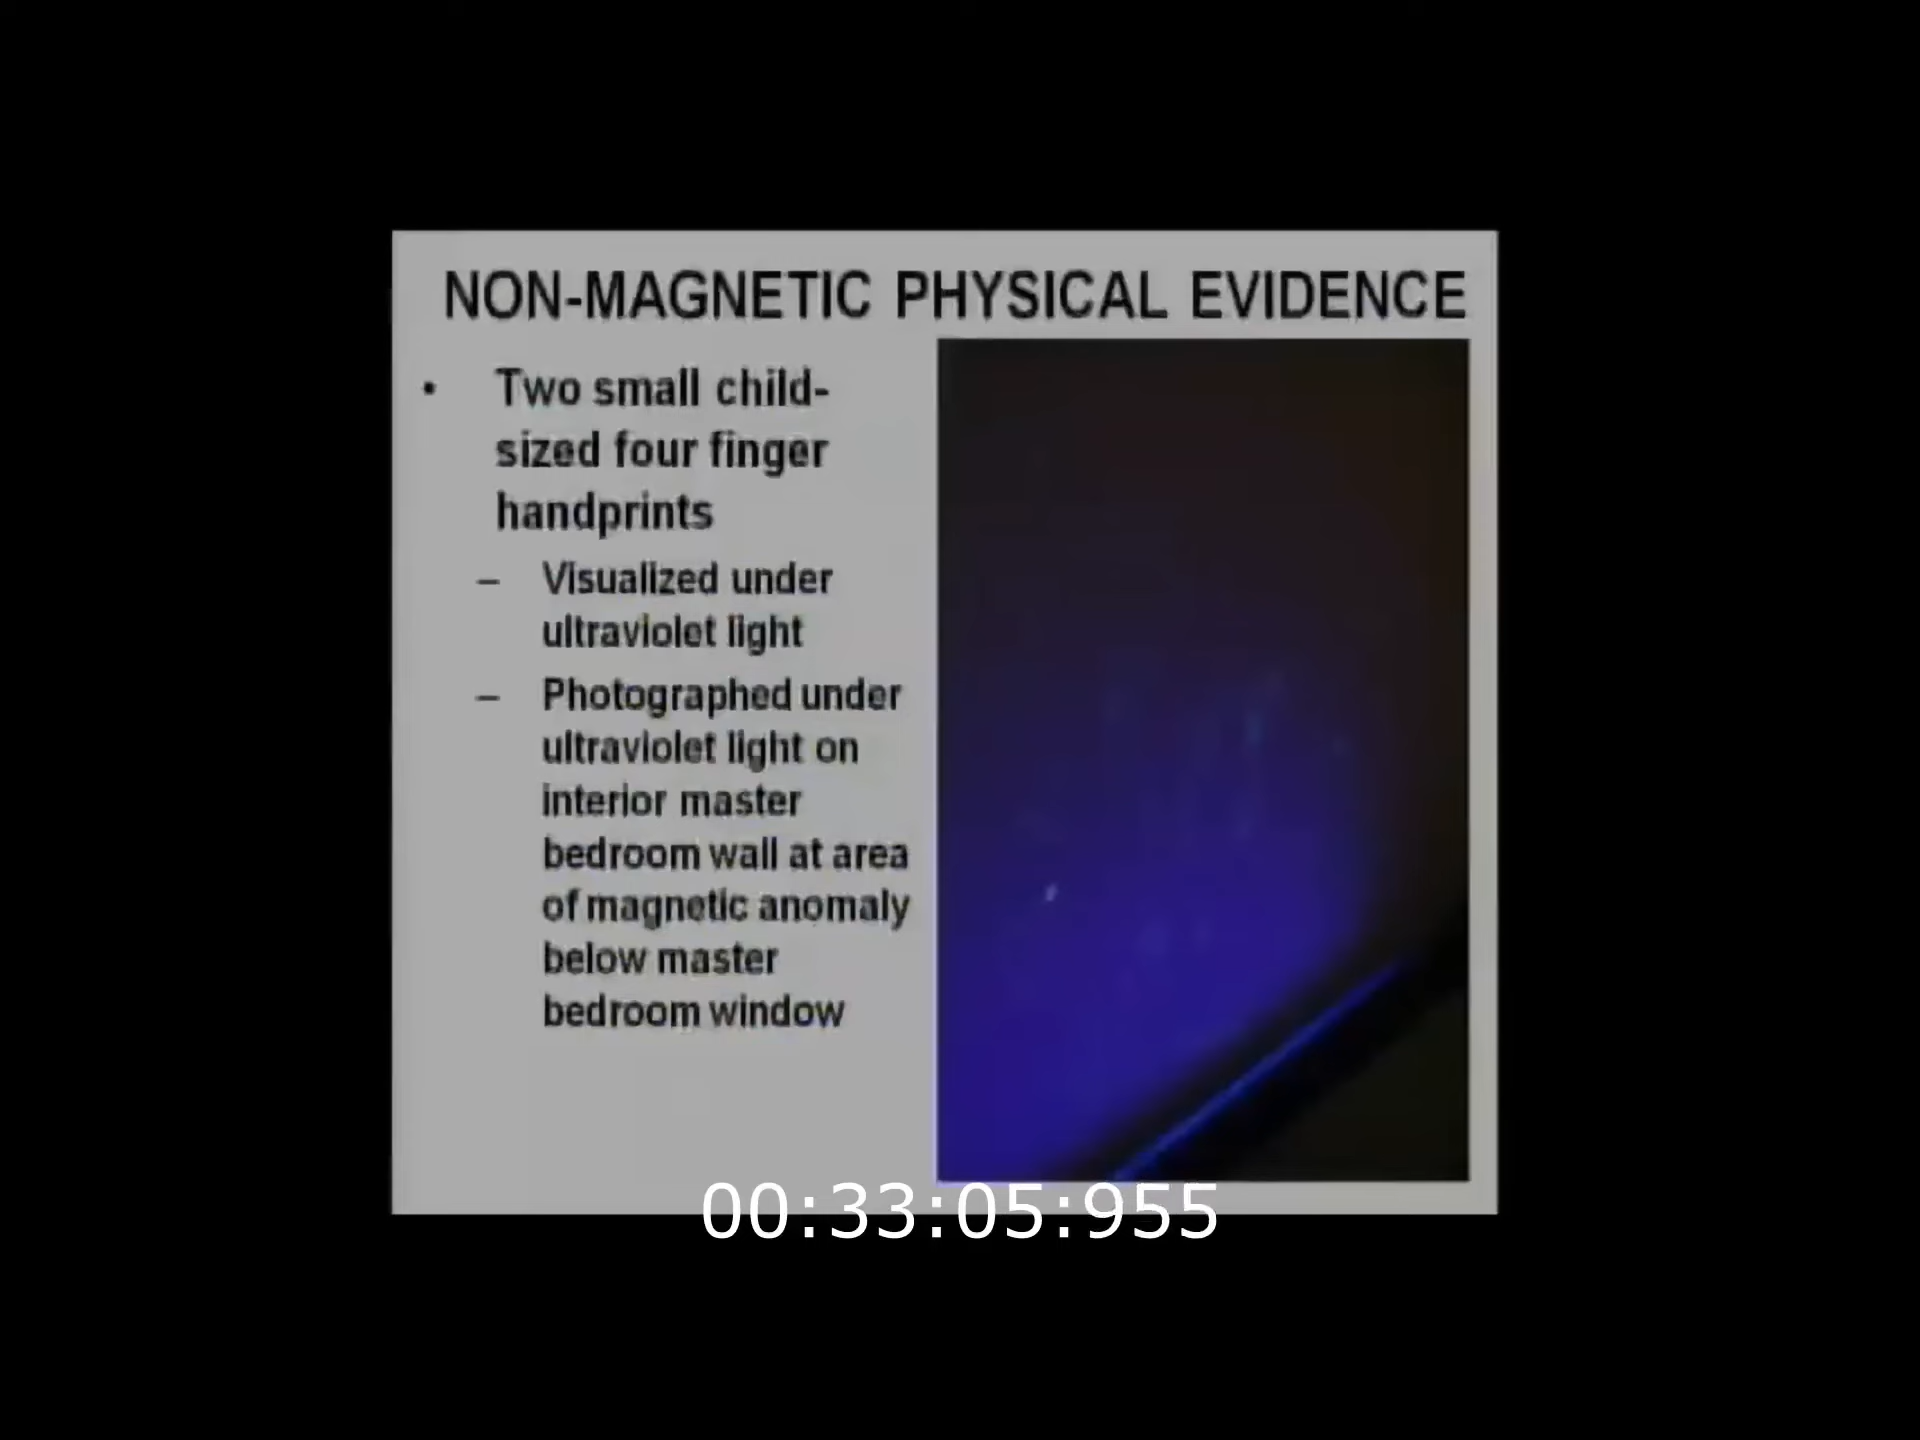 NON-MAGNETIC PHYSICAL EVIDENCE
• Two small child-
sized four finger
handprints
– Visualized under
ultraviolet light
– Photographed under
ultraviolet light on
interior master
bedroom wall at area
of magnetic anomaly
below master
bedroom window
00:33:05:955